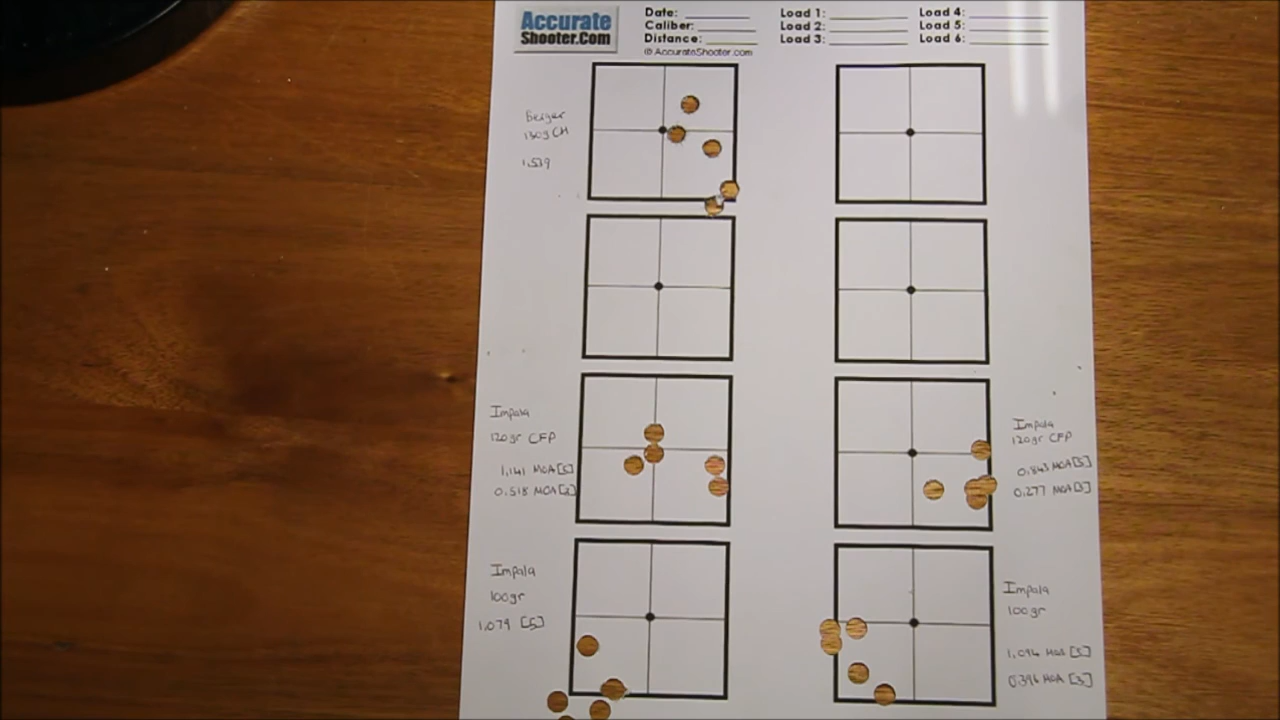 Accurate
Shooter.Com
Date:
Caliber:
Distance:
© AccurateShooter.com
Load 1:
Load 2:
Load 3:
Load 4:
Load 5:
Load 6:
Berger
130g CH
1.539
Impala
120gr CFP
1.141 MOA [5]
0.518 MOA [3]
Impala
120gr CFP
0.843 MOA [5]
0.277 MOA [3]
Impala
100gr
1.079 [5]
Impala
100gr
1.094 MOA [5]
0.396 MOA [3]